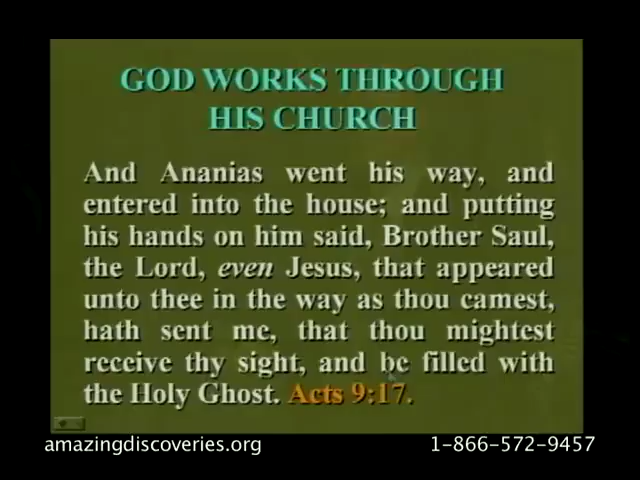 GOD WORKS THROUGH
HIS CHURCH
And Ananias went his way, and
entered into the house; and putting
his hands on him said, Brother Saul,
the Lord, even Jesus, that appeared
unto thee in the way as thou camest,
hath sent me, that thou mightest
receive thy sight, and be filled with
the Holy Ghost. Acts 9:17.
amazingdiscoveries.org 1-866-572-9457